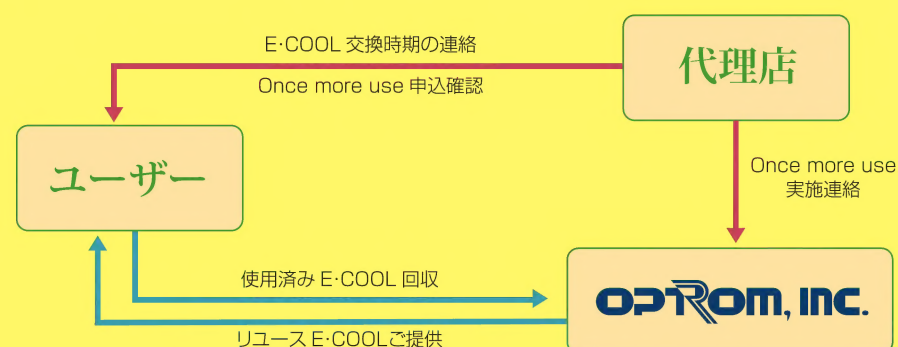 E·COOL 交換時期の連絡
Once more use 申込確認
代理店
ユーザー
Once more use
実施連絡
使用済み E·COOL 回収
OPTROM, INC.
リユース E·COOLご提供